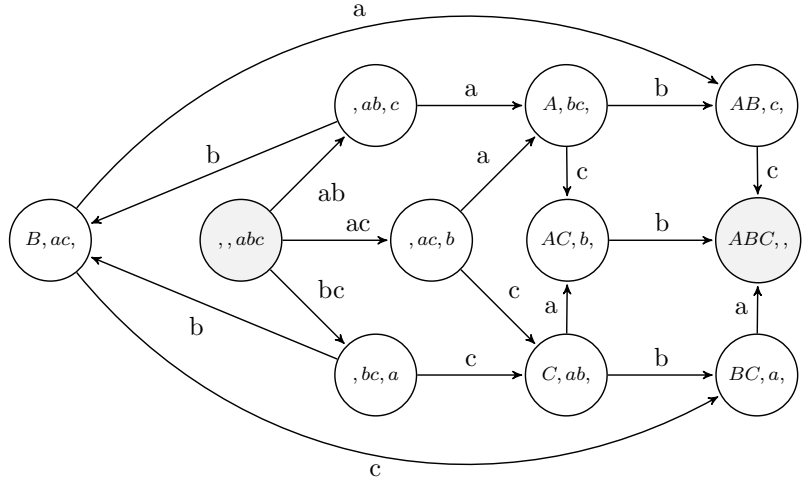 a
, ab, c
a
A, bc,
b
AB, c,
b
ab
a
c
c
B, ac,
, , abc
ac
, ac, b
AC, b,
b
ABC, ,
bc
c
a
a
b
, bc, a
c
C, ab,
b
BC, a,
c